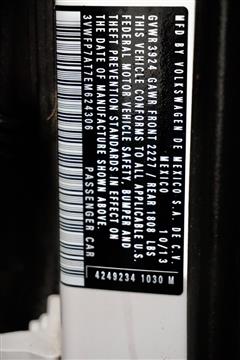 MFD BY VOLKSWAGEN DE MEXICO S.A. DE C.V.
MEXICO 10/13
GVWR3924 GAWR FRONT 2227 / REAR 1808 LBS
THIS VEHICLE CONFORMS TO ALL APPLICABLE U.S.
FEDERAL MOTOR VEHICLE SAFETY, BUMPER AND
THEFT PREVENTION STANDARDS IN EFFECT ON
THE DATE OF MANUFACTURE SHOWN ABOVE.
3VWFP7AT7EM624306 PASSENGER CAR
4249234 1030 M